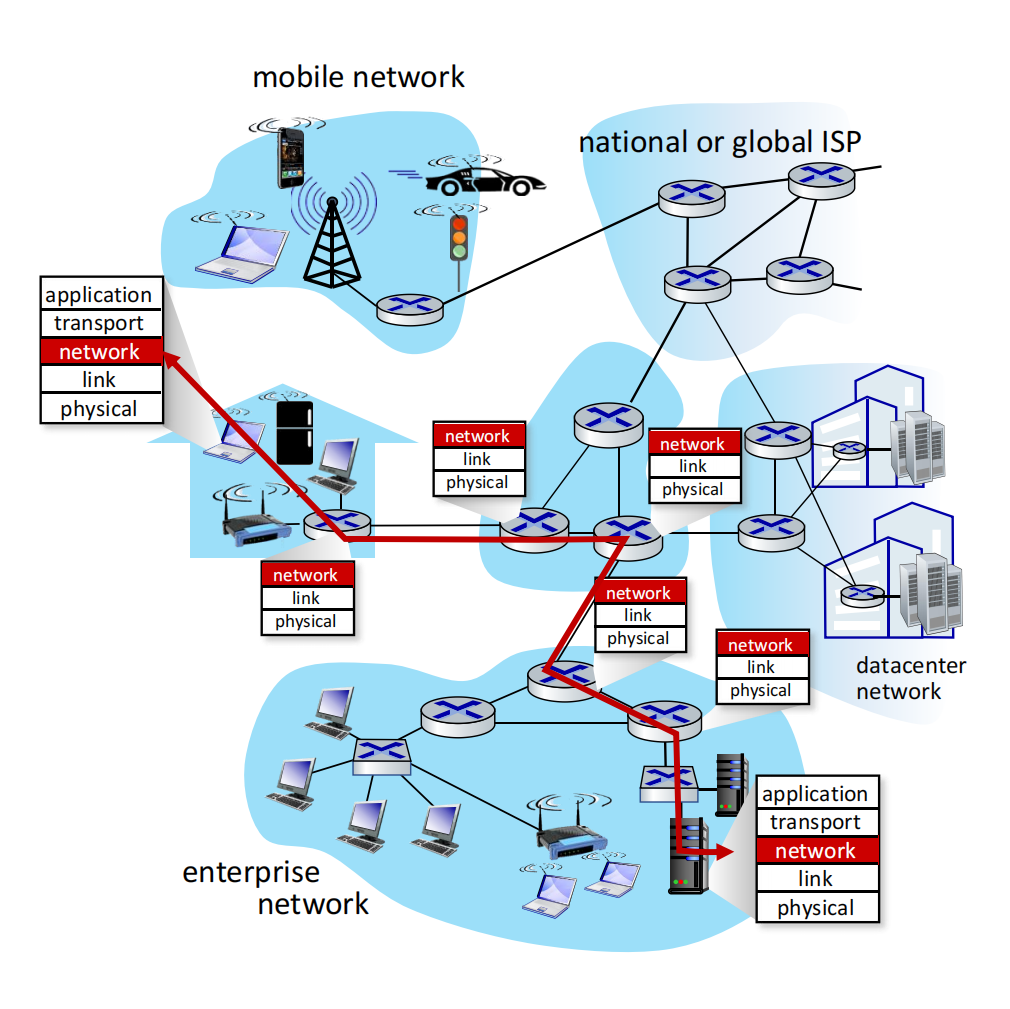 mobile network
national or global ISP
application
transport
network
link
physical
network
link
physical
network
link
physical
network
link
physical
network
link
physical
network
link
physical
datacenter
network
application
transport
network
link
physical
enterprise
network